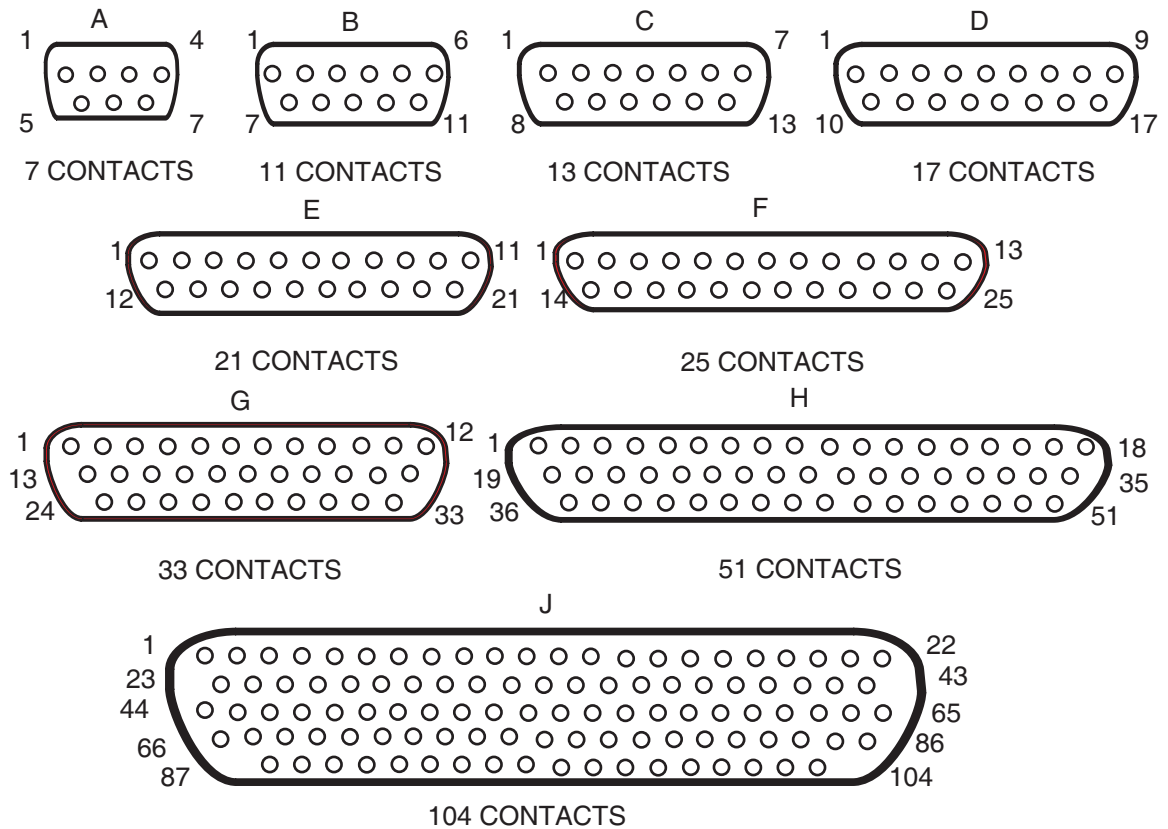 A B C D
1 4 1 6 1 7 1 9
5 7 7 11 8 13 10 17
7 CONTACTS 11 CONTACTS 13 CONTACTS 17 CONTACTS
E F
1 11 1 13
12 21 14 25
21 CONTACTS 25 CONTACTS
G H
1 12 1 18
13 19 35
24 33 36 51
33 CONTACTS 51 CONTACTS
J
1 22
23 43
44 65
66 86
87 104
104 CONTACTS